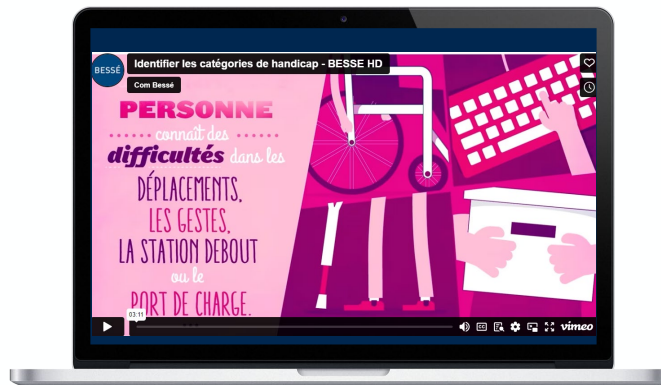 BESSÉ
Identifier les catégories de handicap - BESSE HD
Com Bessé
PERSONNE
connaît des
difficultés dans les
DÉPLACEMENTS,
LES GESTES,
LA STATION DEBOUT
ou le
PORT DE CHARGE.
03:11
CC
vimeo